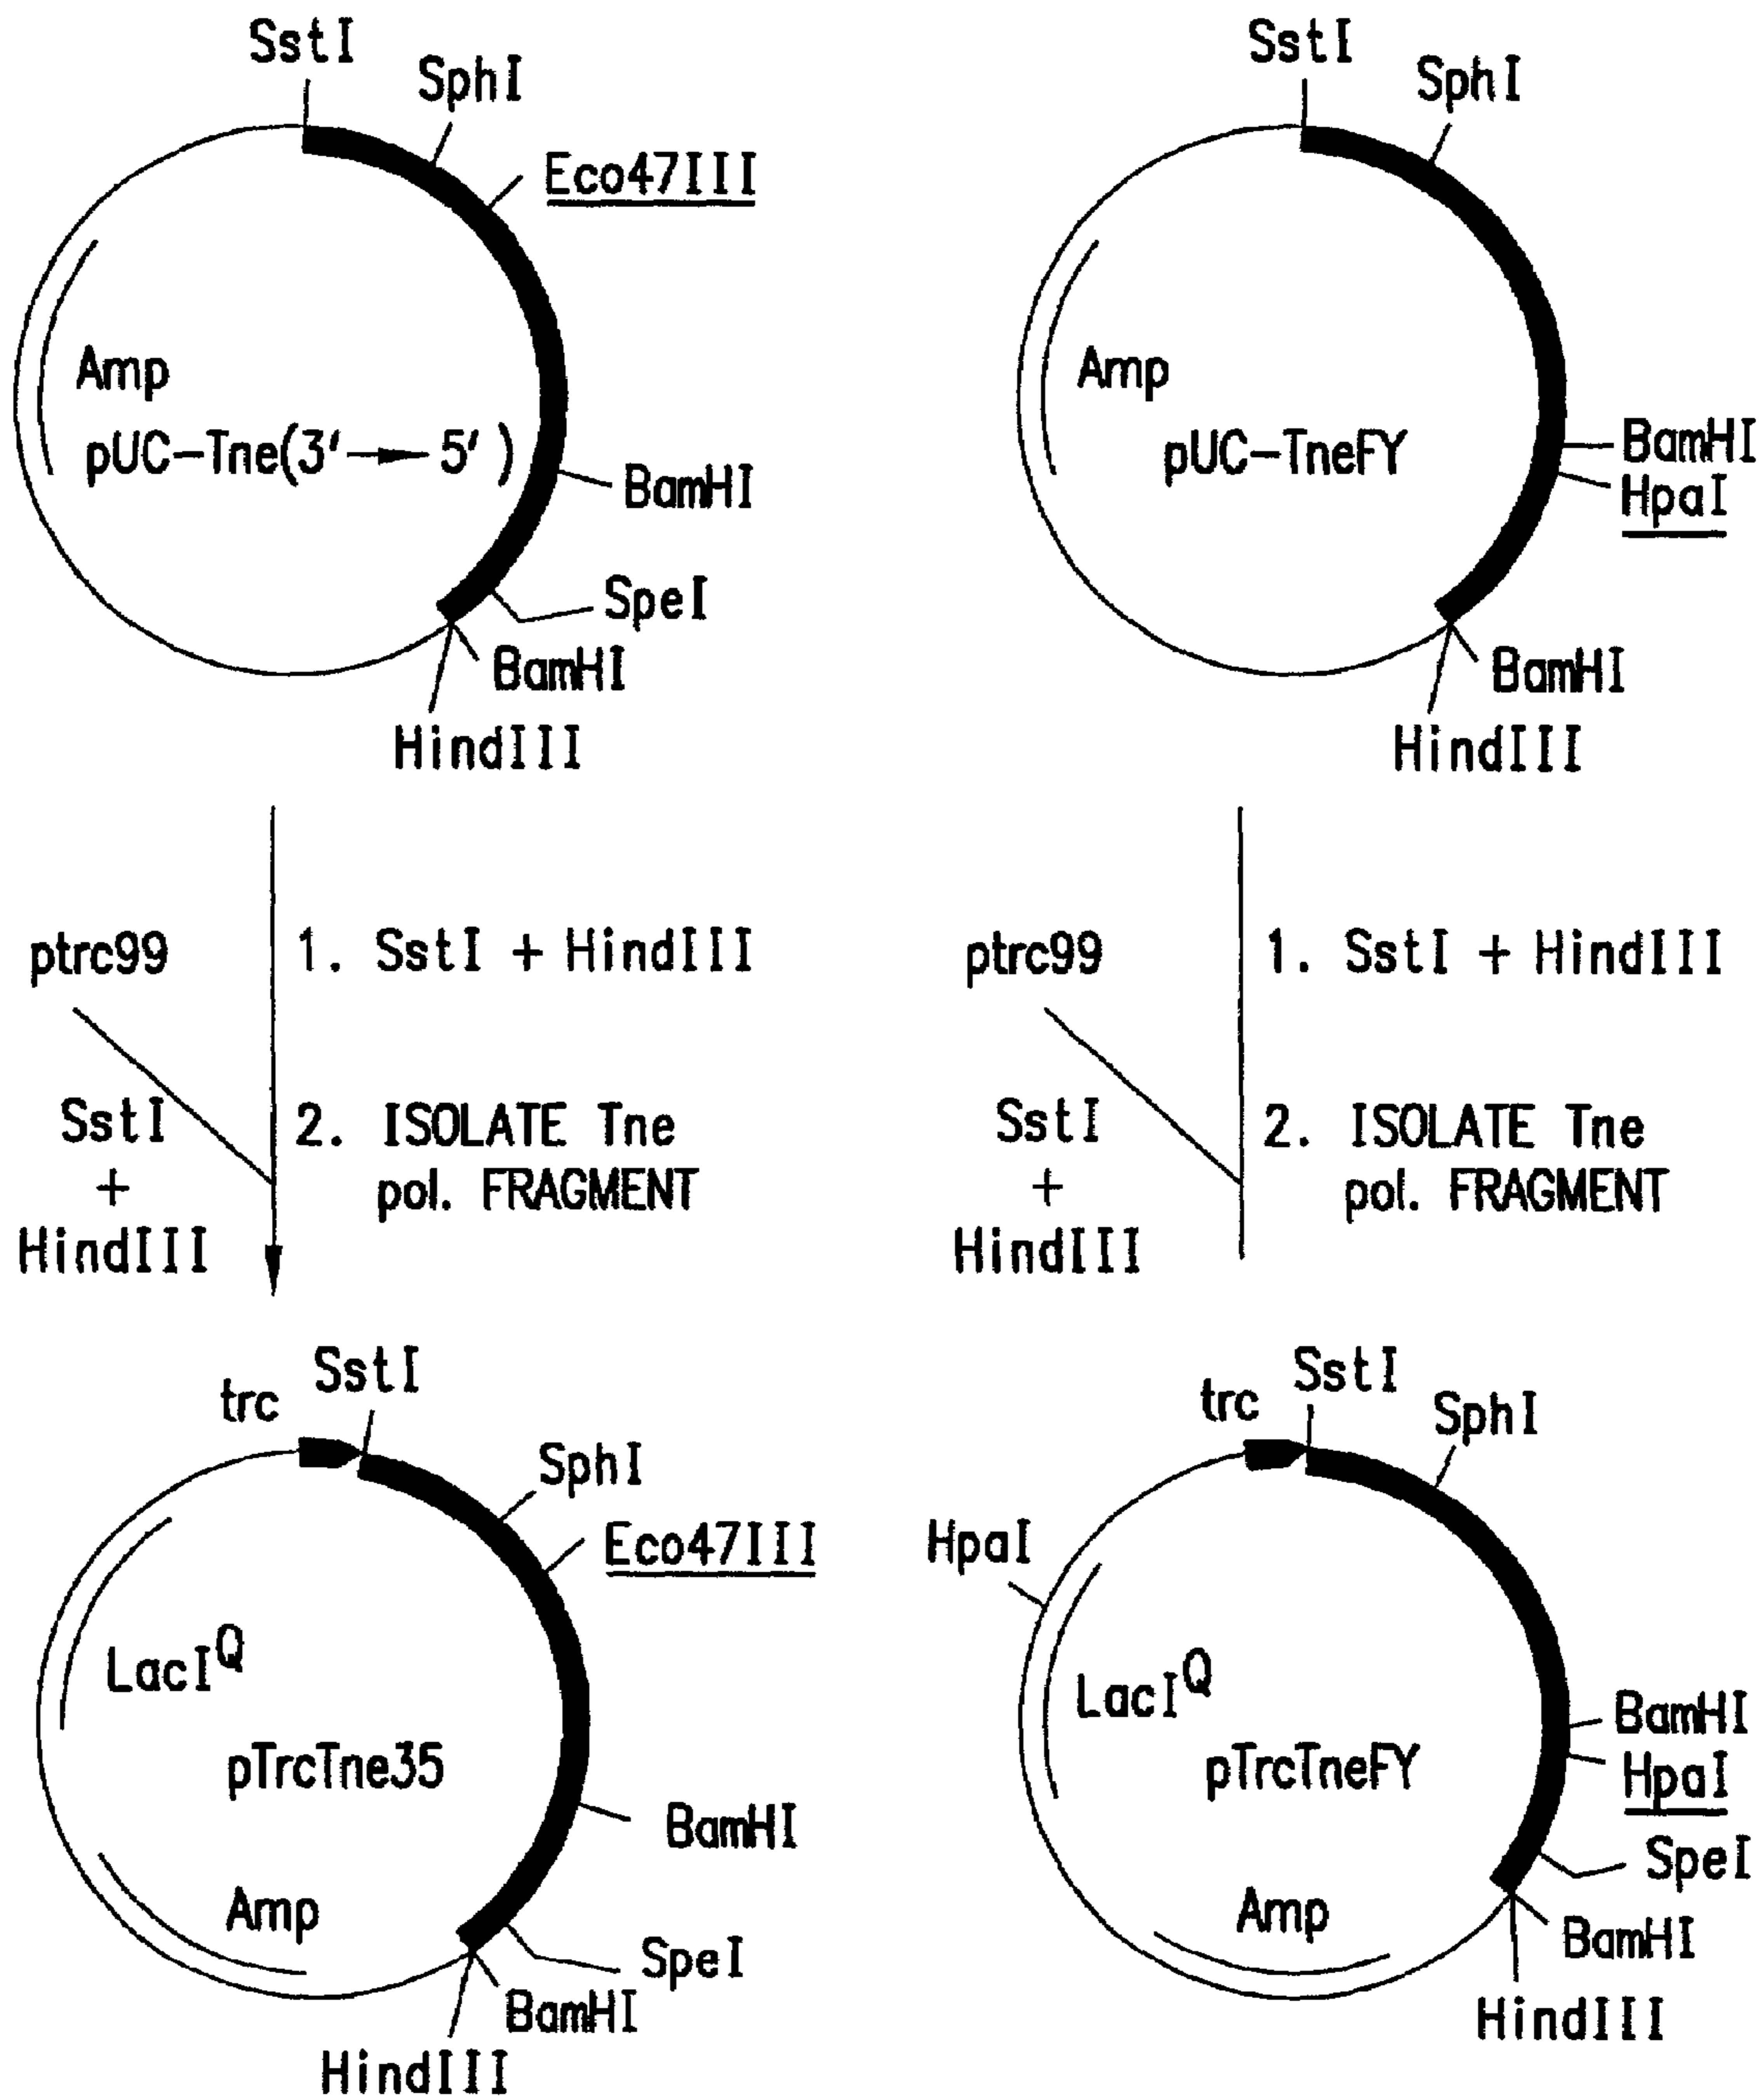 SstI
SphI
Eco47III
Amp
pUC-Tne(3' → 5')
BamHI
SpeI
BamHI
HindIII
SstI
SphI
Amp
pUC-TneFY
BamHI
HpaI
BamHI
HindIII
ptrc99
1. SstI + HindIII
SstI
+
HindIII
2. ISOLATE Tne
pol. FRAGMENT
ptrc99
1. SstI + HindIII
SstI
+
HindIII
2. ISOLATE Tne
pol. FRAGMENT
trc
SstI
SphI
Eco47III
LacI^Q
pTrcTne35
BamHI
Amp
SpeI
BamHI
HindIII
trc
SstI
SphI
HpaI
LacI^Q
pTrcTneFY
BamHI
HpaI
SpeI
Amp
BamHI
HindIII